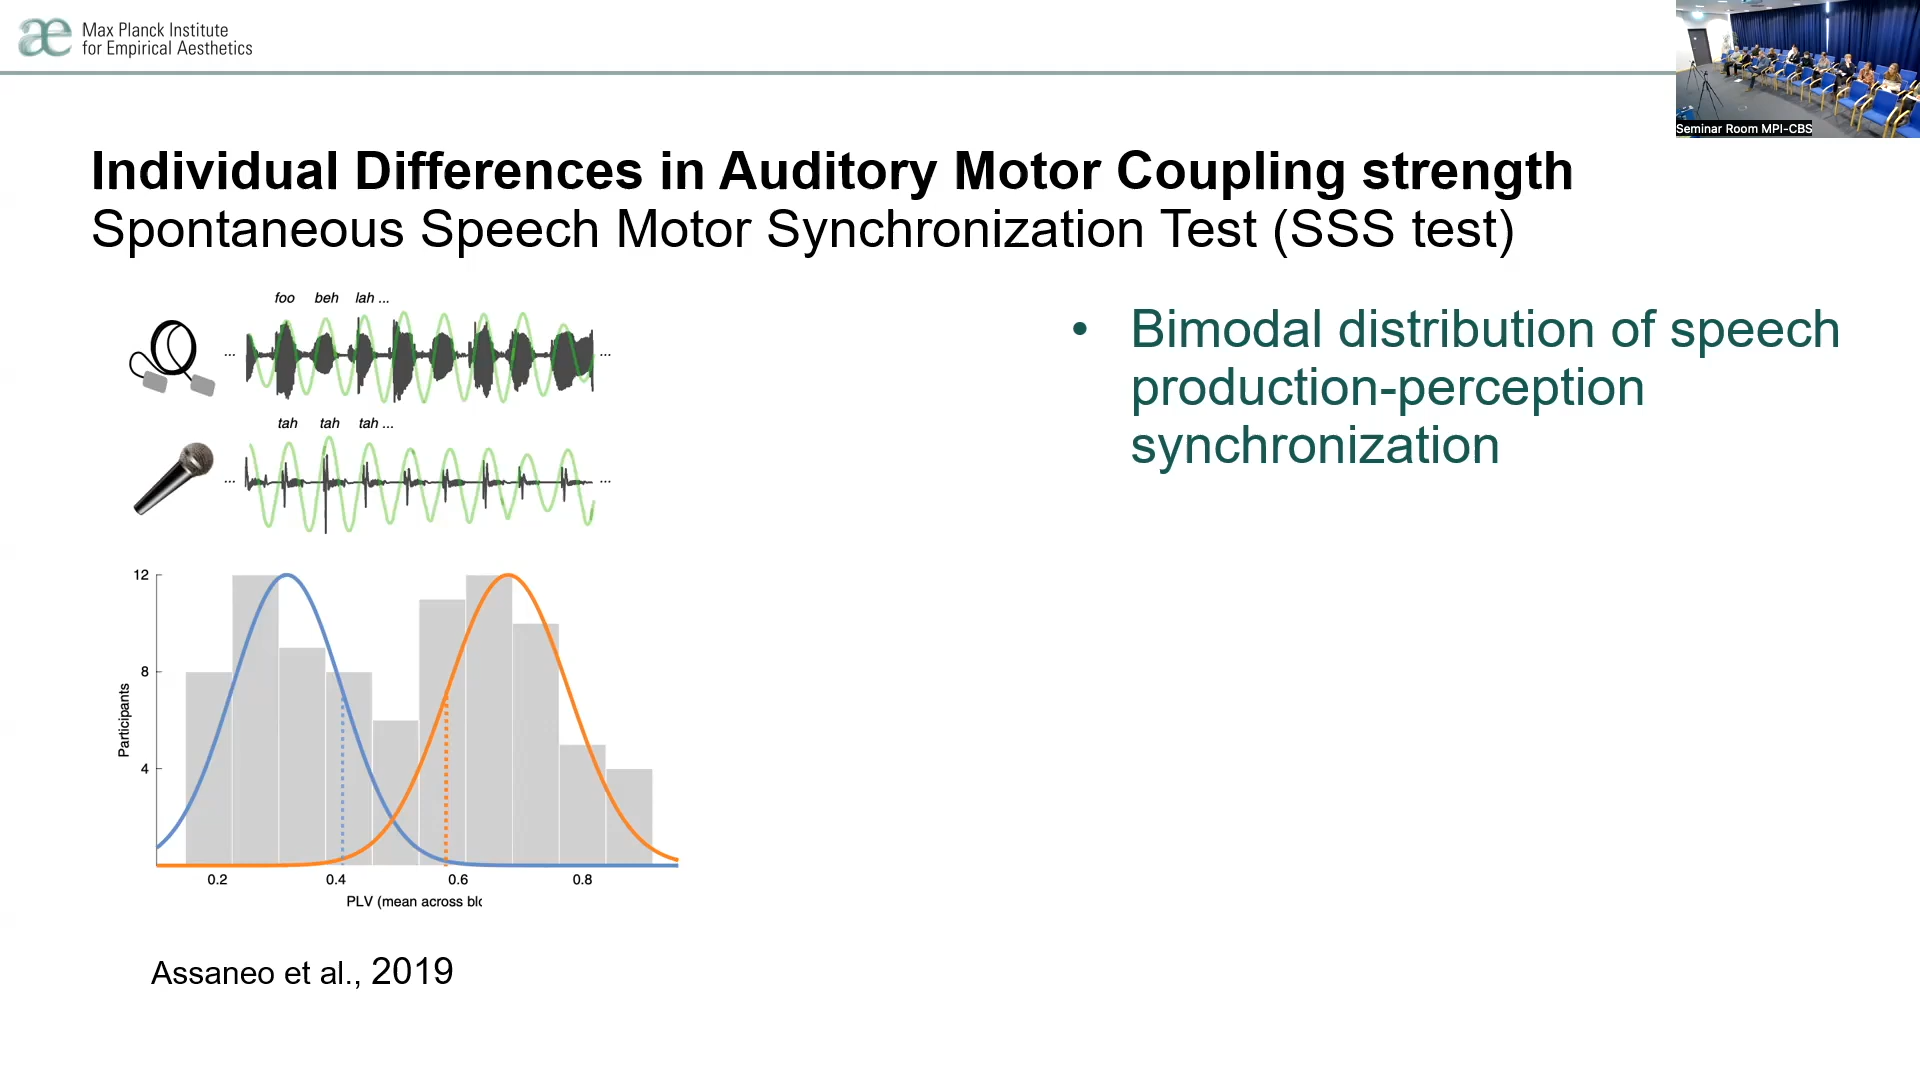 Max Planck Institute
for Empirical Aesthetics
Seminar Room MPI-CBS
Individual Differences in Auditory Motor Coupling strength
Spontaneous Speech Motor Synchronization Test (SSS test)
foo beh lah ...
... ...
tah tah tah ...
... ...
• Bimodal distribution of speech
production-perception
synchronization
12
8
4
Participants
0.2 0.4 0.6 0.8
PLV (mean across blo
Assaneo et al., 2019